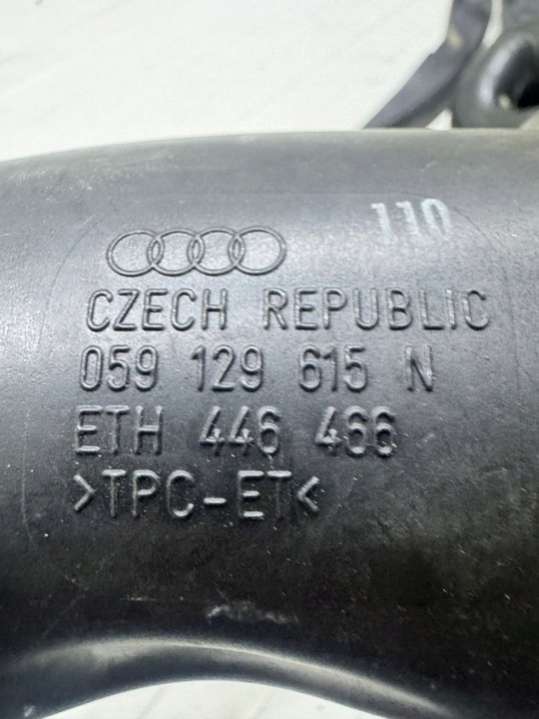 110
CZECH REPUBLIC
059 129 615 N
ETH 446 466
>TPC-ET<